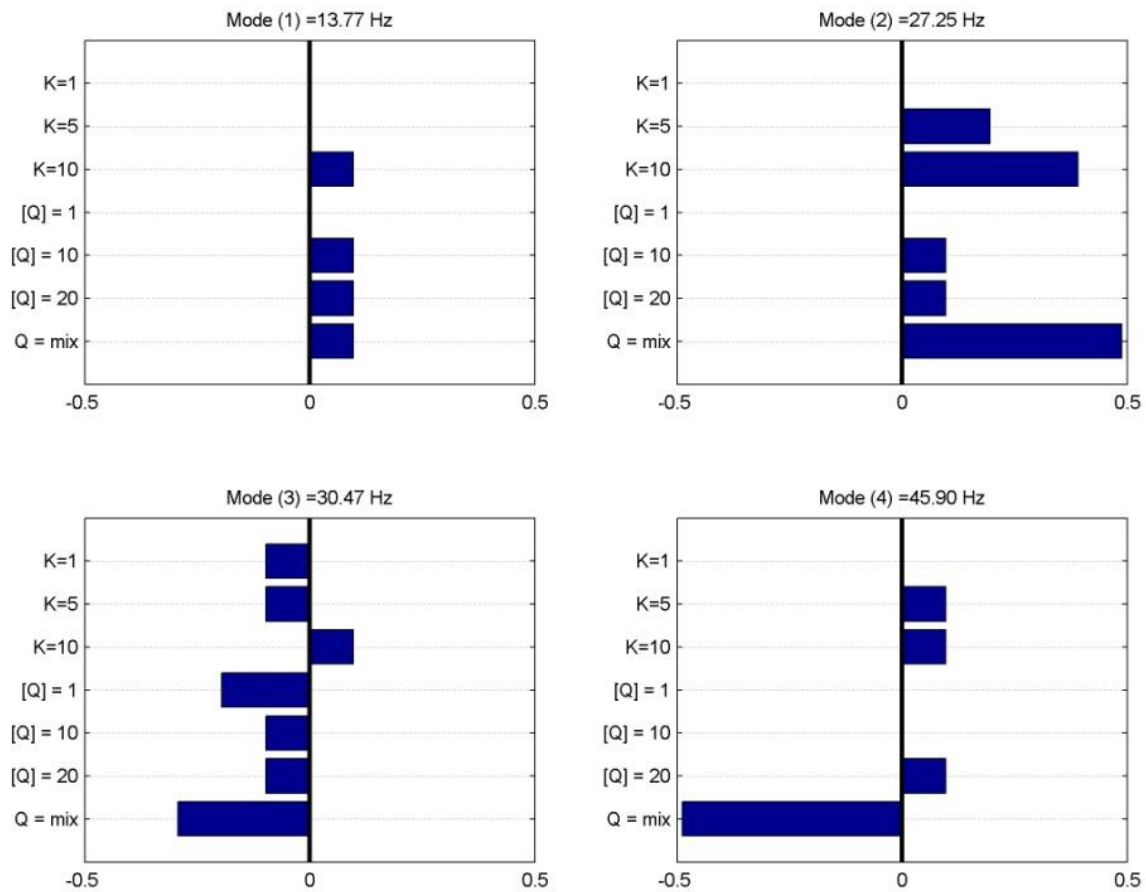 Mode (1) =13.77 Hz
K=1
K=5
K=10
[Q] = 1
[Q] = 10
[Q] = 20
Q = mix
-0.5 0 0.5
Mode (2) =27.25 Hz
K=1
K=5
K=10
[Q] = 1
[Q] = 10
[Q] = 20
Q = mix
-0.5 0 0.5
Mode (3) =30.47 Hz
K=1
K=5
K=10
[Q] = 1
[Q] = 10
[Q] = 20
Q = mix
-0.5 0 0.5
Mode (4) =45.90 Hz
K=1
K=5
K=10
[Q] = 1
[Q] = 10
[Q] = 20
Q = mix
-0.5 0 0.5